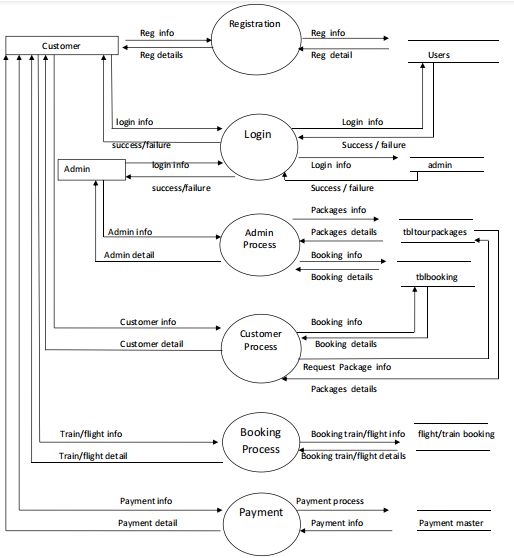 Registration
Reg info
Reg info
Customer
Reg details
Reg detail
Users
login info
Login info
Login
success/failure
Success / failure
Admin
login info
Login info
admin
success/failure
Success / failure
Packages info
Admin info
Admin
Process
Packages details
tbltourpackages
Admin detail
Booking info
Booking details
tblbooking
Customer info
Booking info
Customer
Process
Customer detail
Booking details
Request Package info
Packages details
Train/flight info
Booking
Process
Booking train/flight info
flight/train booking
Train/flight detail
Booking train/flight details
Payment info
Payment process
Payment
Payment detail
Payment info
Payment master